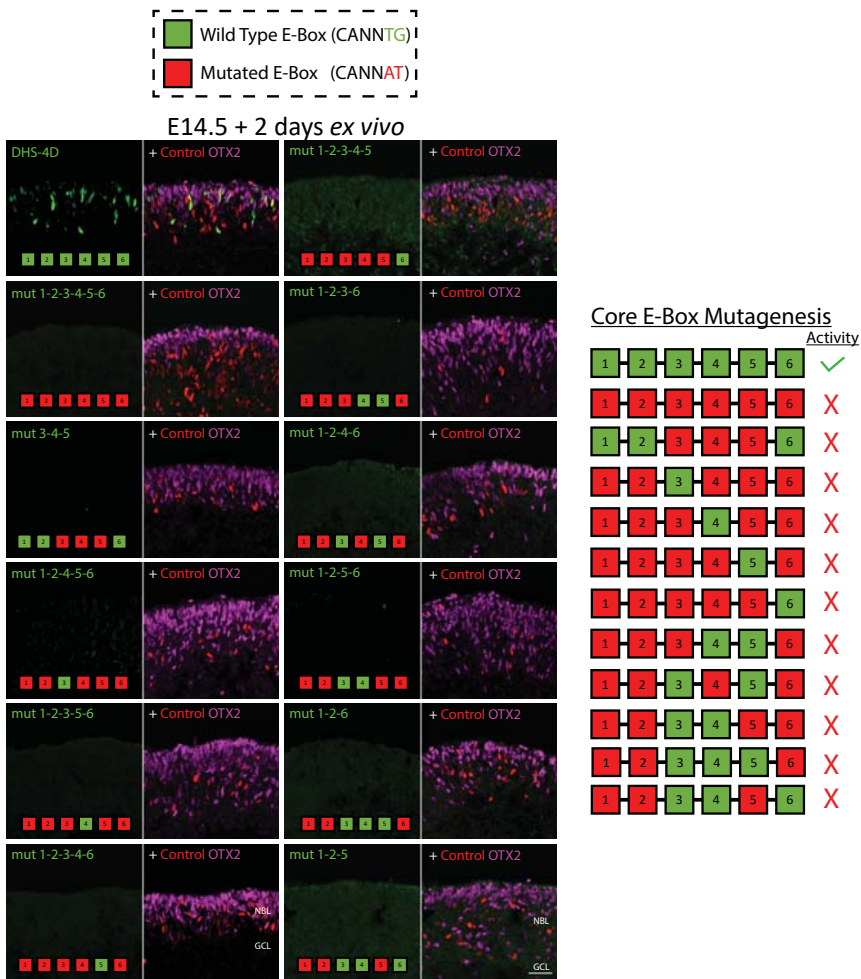 Wild Type E-Box (CANNTG)
Mutated E-Box (CANNAT)
E14.5 + 2 days ex vivo
DHS-4D + Control OTX2 mut 1-2-3-4-5 + Control OTX2
1 2 3 4 5 6 1 2 3 4 5 6
mut 1-2-3-4-5-6 + Control OTX2 mut 1-2-3-6 + Control OTX2
1 2 3 4 5 6 1 2 3 4 5 6
mut 3-4-5 + Control OTX2 mut 1-2-4-6 + Control OTX2
1 2 3 4 5 6 1 2 3 4 5 6
mut 1-2-4-5-6 + Control OTX2 mut 1-2-5-6 + Control OTX2
1 2 3 4 5 6 1 2 3 4 5 6
mut 1-2-3-5-6 + Control OTX2 mut 1-2-6 + Control OTX2
1 2 3 4 5 6 1 2 3 4 5 6
mut 1-2-3-4-6 + Control OTX2 mut 1-2-5 + Control OTX2
NBL NBL
GCL GCL
1 2 3 4 5 6 1 2 3 4 5 6
Core E-Box Mutagenesis
Activity
1 2 3 4 5 6 ✓
1 2 3 4 5 6 X
1 2 3 4 5 6 X
1 2 3 4 5 6 X
1 2 3 4 5 6 X
1 2 3 4 5 6 X
1 2 3 4 5 6 X
1 2 3 4 5 6 X
1 2 3 4 5 6 X
1 2 3 4 5 6 X
1 2 3 4 5 6 X
1 2 3 4 5 6 X